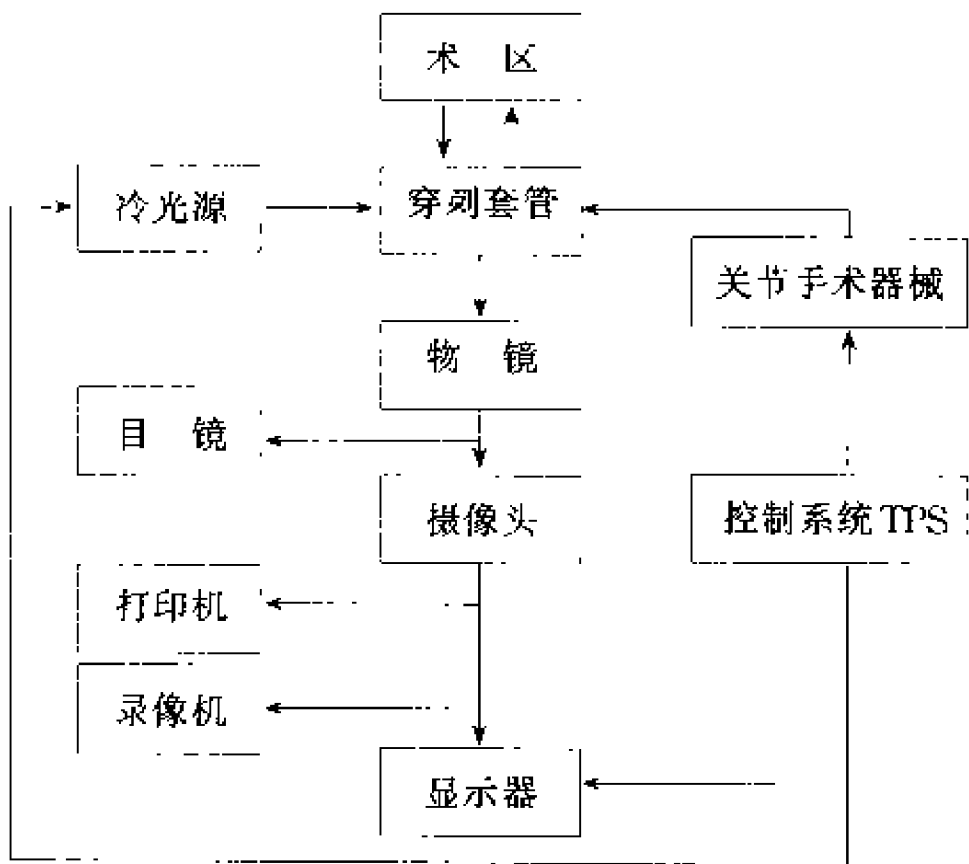 术 区
冷光源
穿刺套管
关节手术器械
物 镜
目 镜
摄像头
控制系统TPS
打印机
录像机
显示器